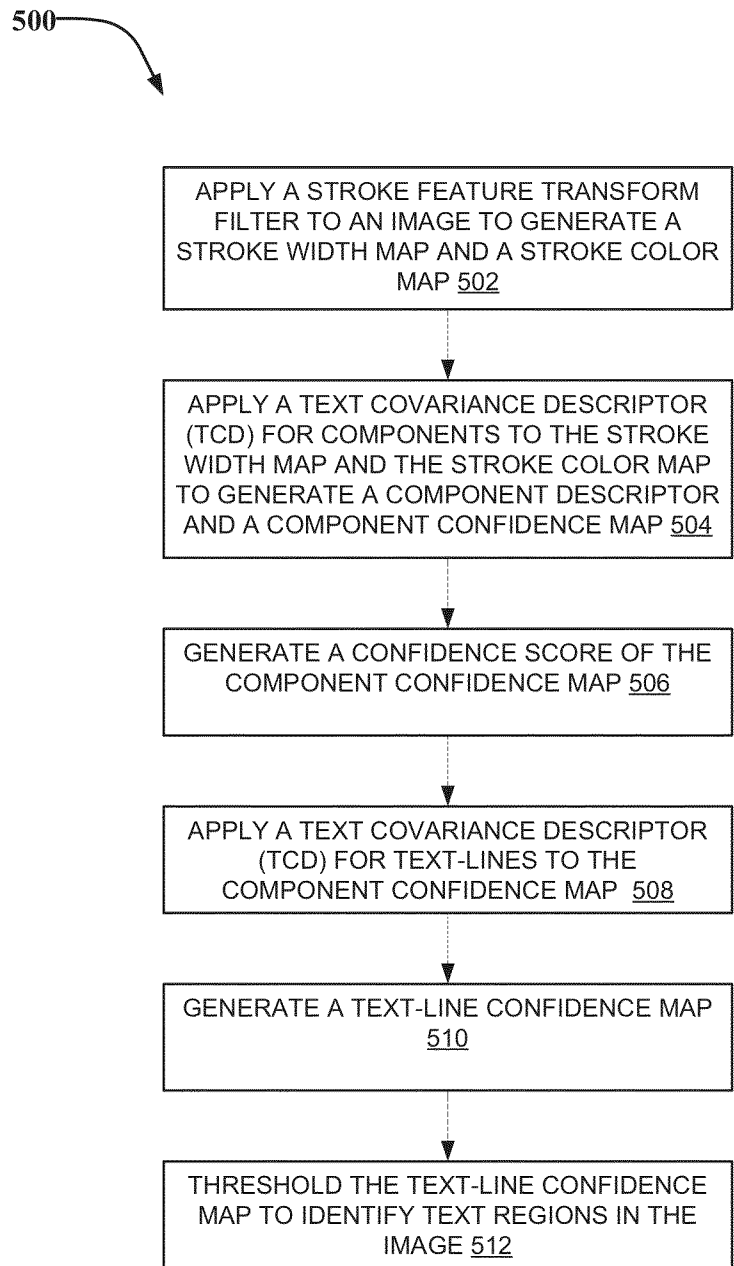 500
APPLY A STROKE FEATURE TRANSFORM
FILTER TO AN IMAGE TO GENERATE A
STROKE WIDTH MAP AND A STROKE COLOR
MAP 502
APPLY A TEXT COVARIANCE DESCRIPTOR
(TCD) FOR COMPONENTS TO THE STROKE
WIDTH MAP AND THE STROKE COLOR MAP
TO GENERATE A COMPONENT DESCRIPTOR
AND A COMPONENT CONFIDENCE MAP 504
GENERATE A CONFIDENCE SCORE OF THE
COMPONENT CONFIDENCE MAP 506
APPLY A TEXT COVARIANCE DESCRIPTOR
(TCD) FOR TEXT-LINES TO THE
COMPONENT CONFIDENCE MAP 508
GENERATE A TEXT-LINE CONFIDENCE MAP
510
THRESHOLD THE TEXT-LINE CONFIDENCE
MAP TO IDENTIFY TEXT REGIONS IN THE
IMAGE 512